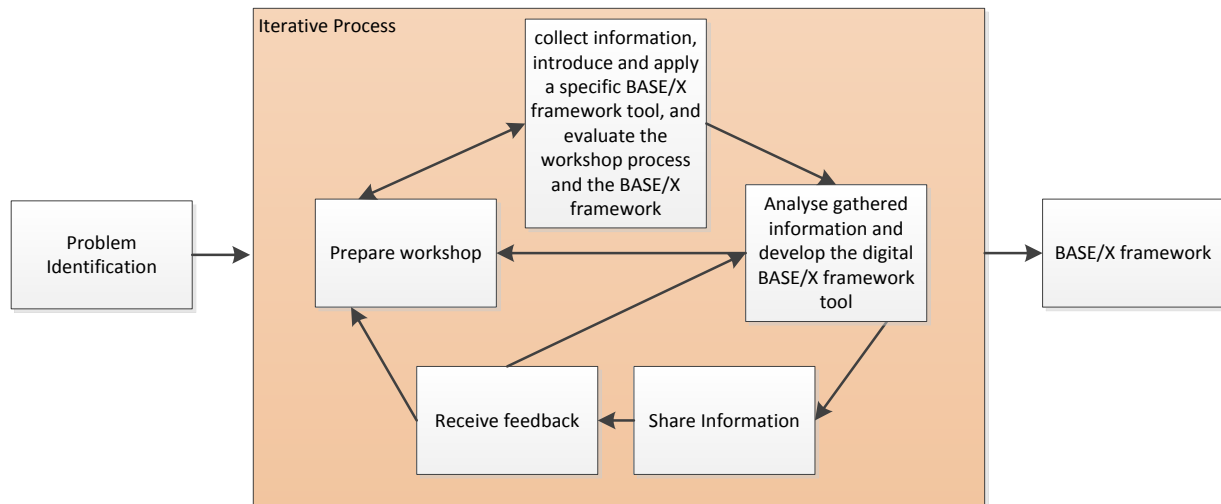 Iterative Process
collect information,
introduce and apply
a specific BASE/X
framework tool, and
evaluate the
workshop process
and the BASE/X
framework
Problem
Identification
Prepare workshop
Analyse gathered
information and
develop the digital
BASE/X framework
tool
BASE/X framework
Receive feedback
Share Information